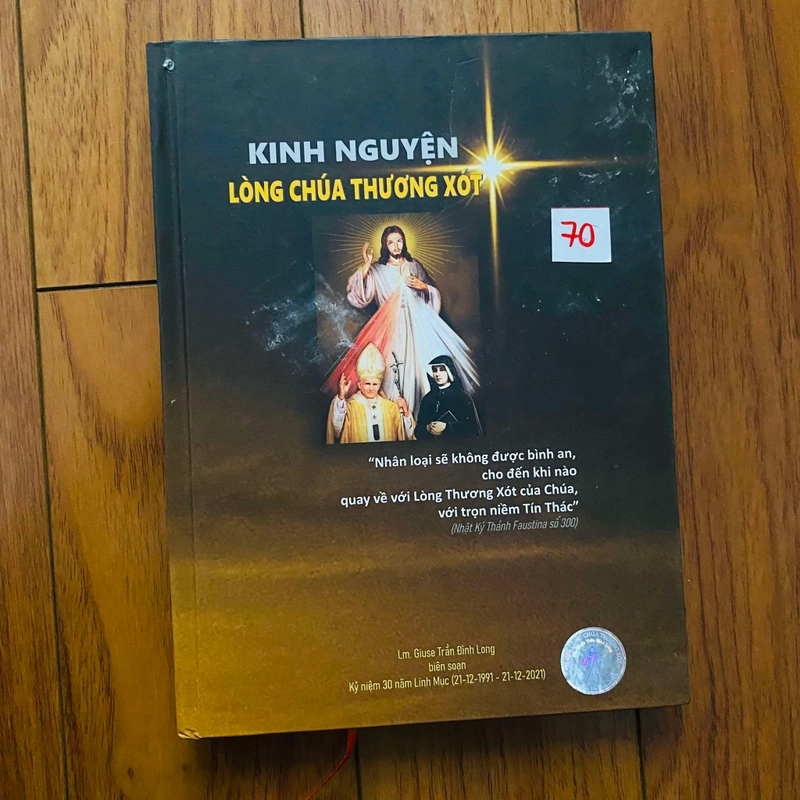 KINH NGUYỆN
LÒNG CHÚA THƯƠNG XÓT
70
“Nhân loại sẽ không được bình an,
cho đến khi nào
quay về với Lòng Thương Xót của Chúa,
với trọn niềm Tín Thác”
(Nhật Ký Thánh Faustina số 300)
Lm. Giuse Trần Đình Long
biên soạn
Kỷ niệm 30 năm Linh Mục (21-12-1991 - 21-12-2021)